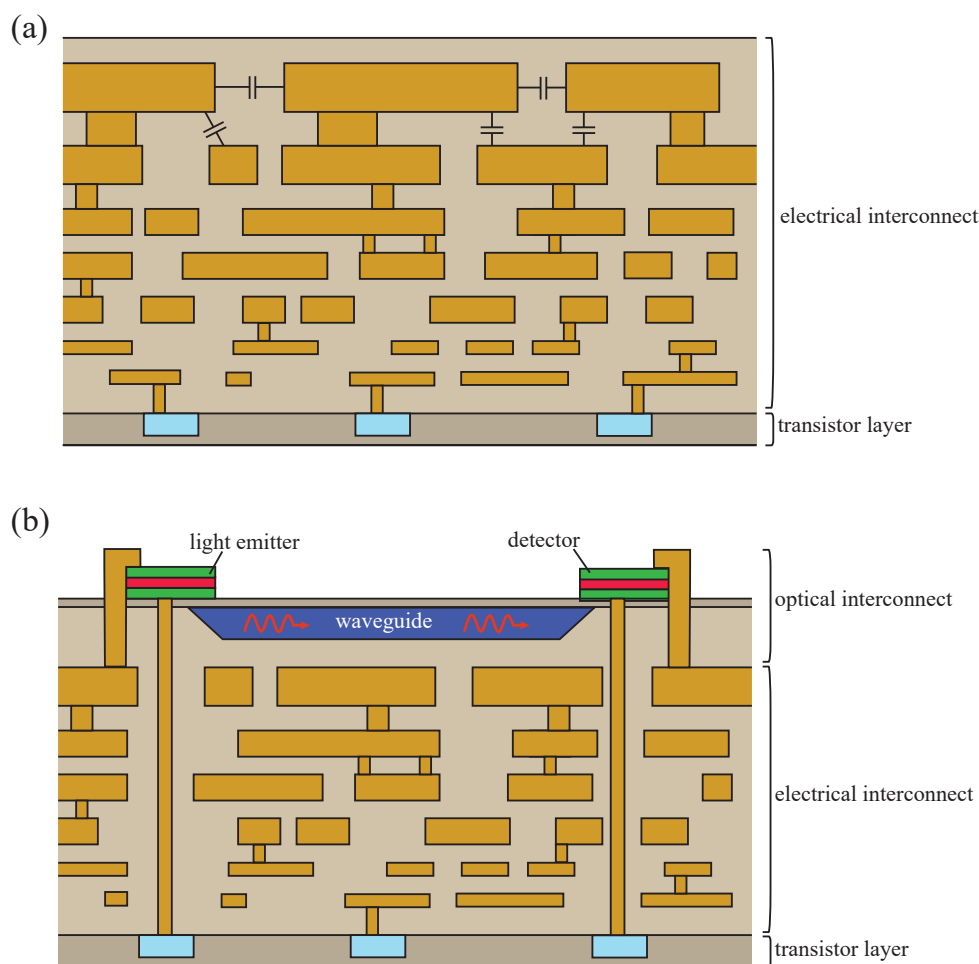 (a)
electrical interconnect
transistor layer
(b)
light emitter
detector
optical interconnect
waveguide
electrical interconnect
transistor layer